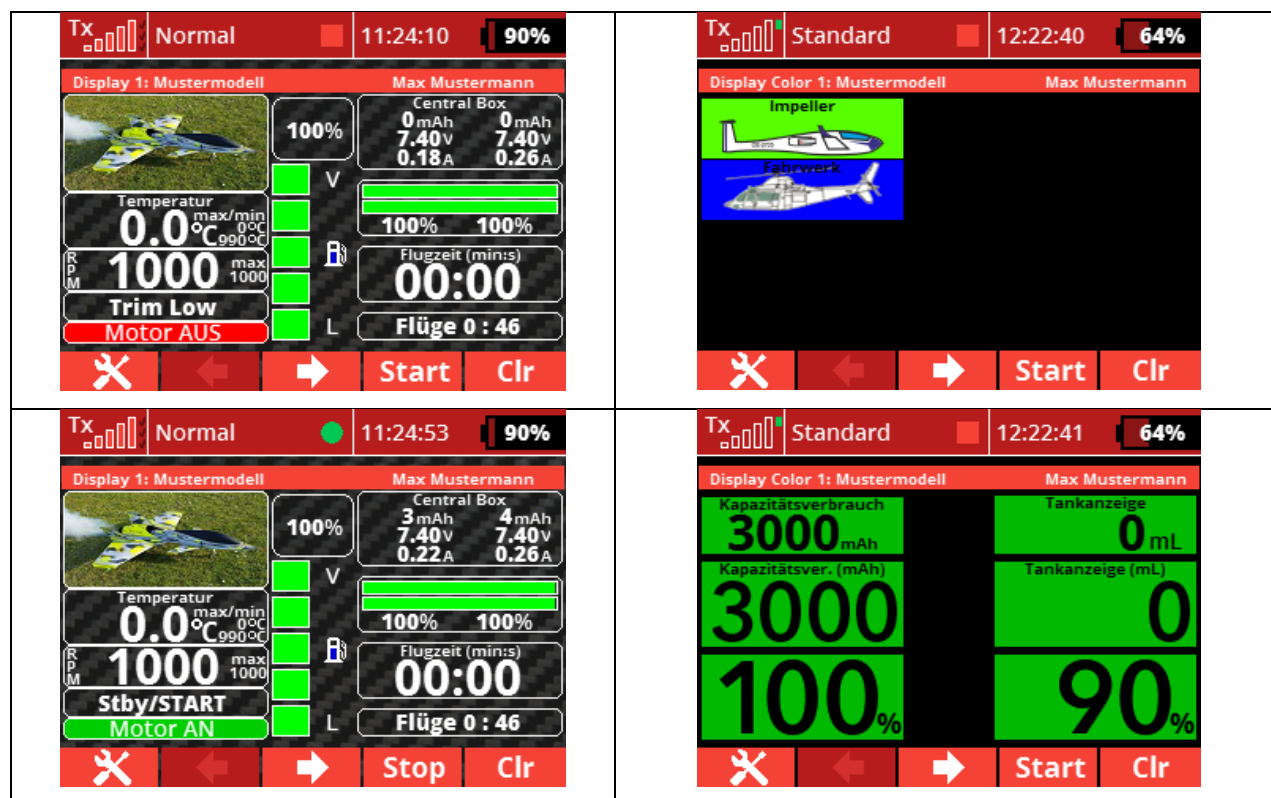 Tx Normal 11:24:10 90%
Display 1: Mustermodell Max Mustermann
Central Box
0mAh 0mAh
100% 7.40V 7.40V
0.18A 0.26A
V
Temperatur
0.0°C max/min 0°C 990°C
100% 100%
RPM 1000 max 1000
Flugzeit (min:s)
00:00
Trim Low
Motor AUS L Flüge 0 : 46
Start Clr
Tx Standard 12:22:40 64%
Display Color 1: Mustermodell Max Mustermann
Impeller
Fahrwerk
Start Clr
Tx Normal 11:24:53 90%
Display 1: Mustermodell Max Mustermann
Central Box
3mAh 4mAh
100% 7.40V 7.40V
0.22A 0.26A
V
Temperatur
0.0°C max/min 0°C 990°C
100% 100%
RPM 1000 max 1000
Flugzeit (min:s)
00:00
Stby/START
Motor AN L Flüge 0 : 46
Stop Clr
Tx Standard 12:22:41 64%
Display Color 1: Mustermodell Max Mustermann
Kapazitätsverbrauch Tankanzeige
3000mAh 0mL
Kapazitätsver. (mAh) Tankanzeige (mL)
3000 0
100% 90%
Start Clr